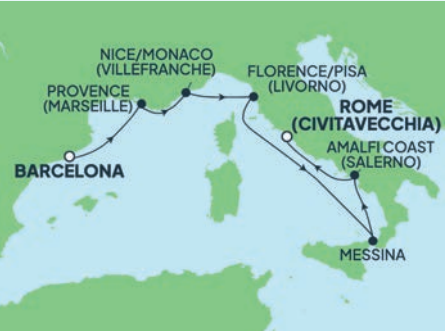 NICE/MONACO
(VILLEFRANCHE)
PROVENCE
(MARSEILLE)
FLORENCE/PISA
(LIVORNO)
ROME
(CIVITAVECCHIA)
BARCELONA
AMALFI COAST
(SALERNO)
MESSINA